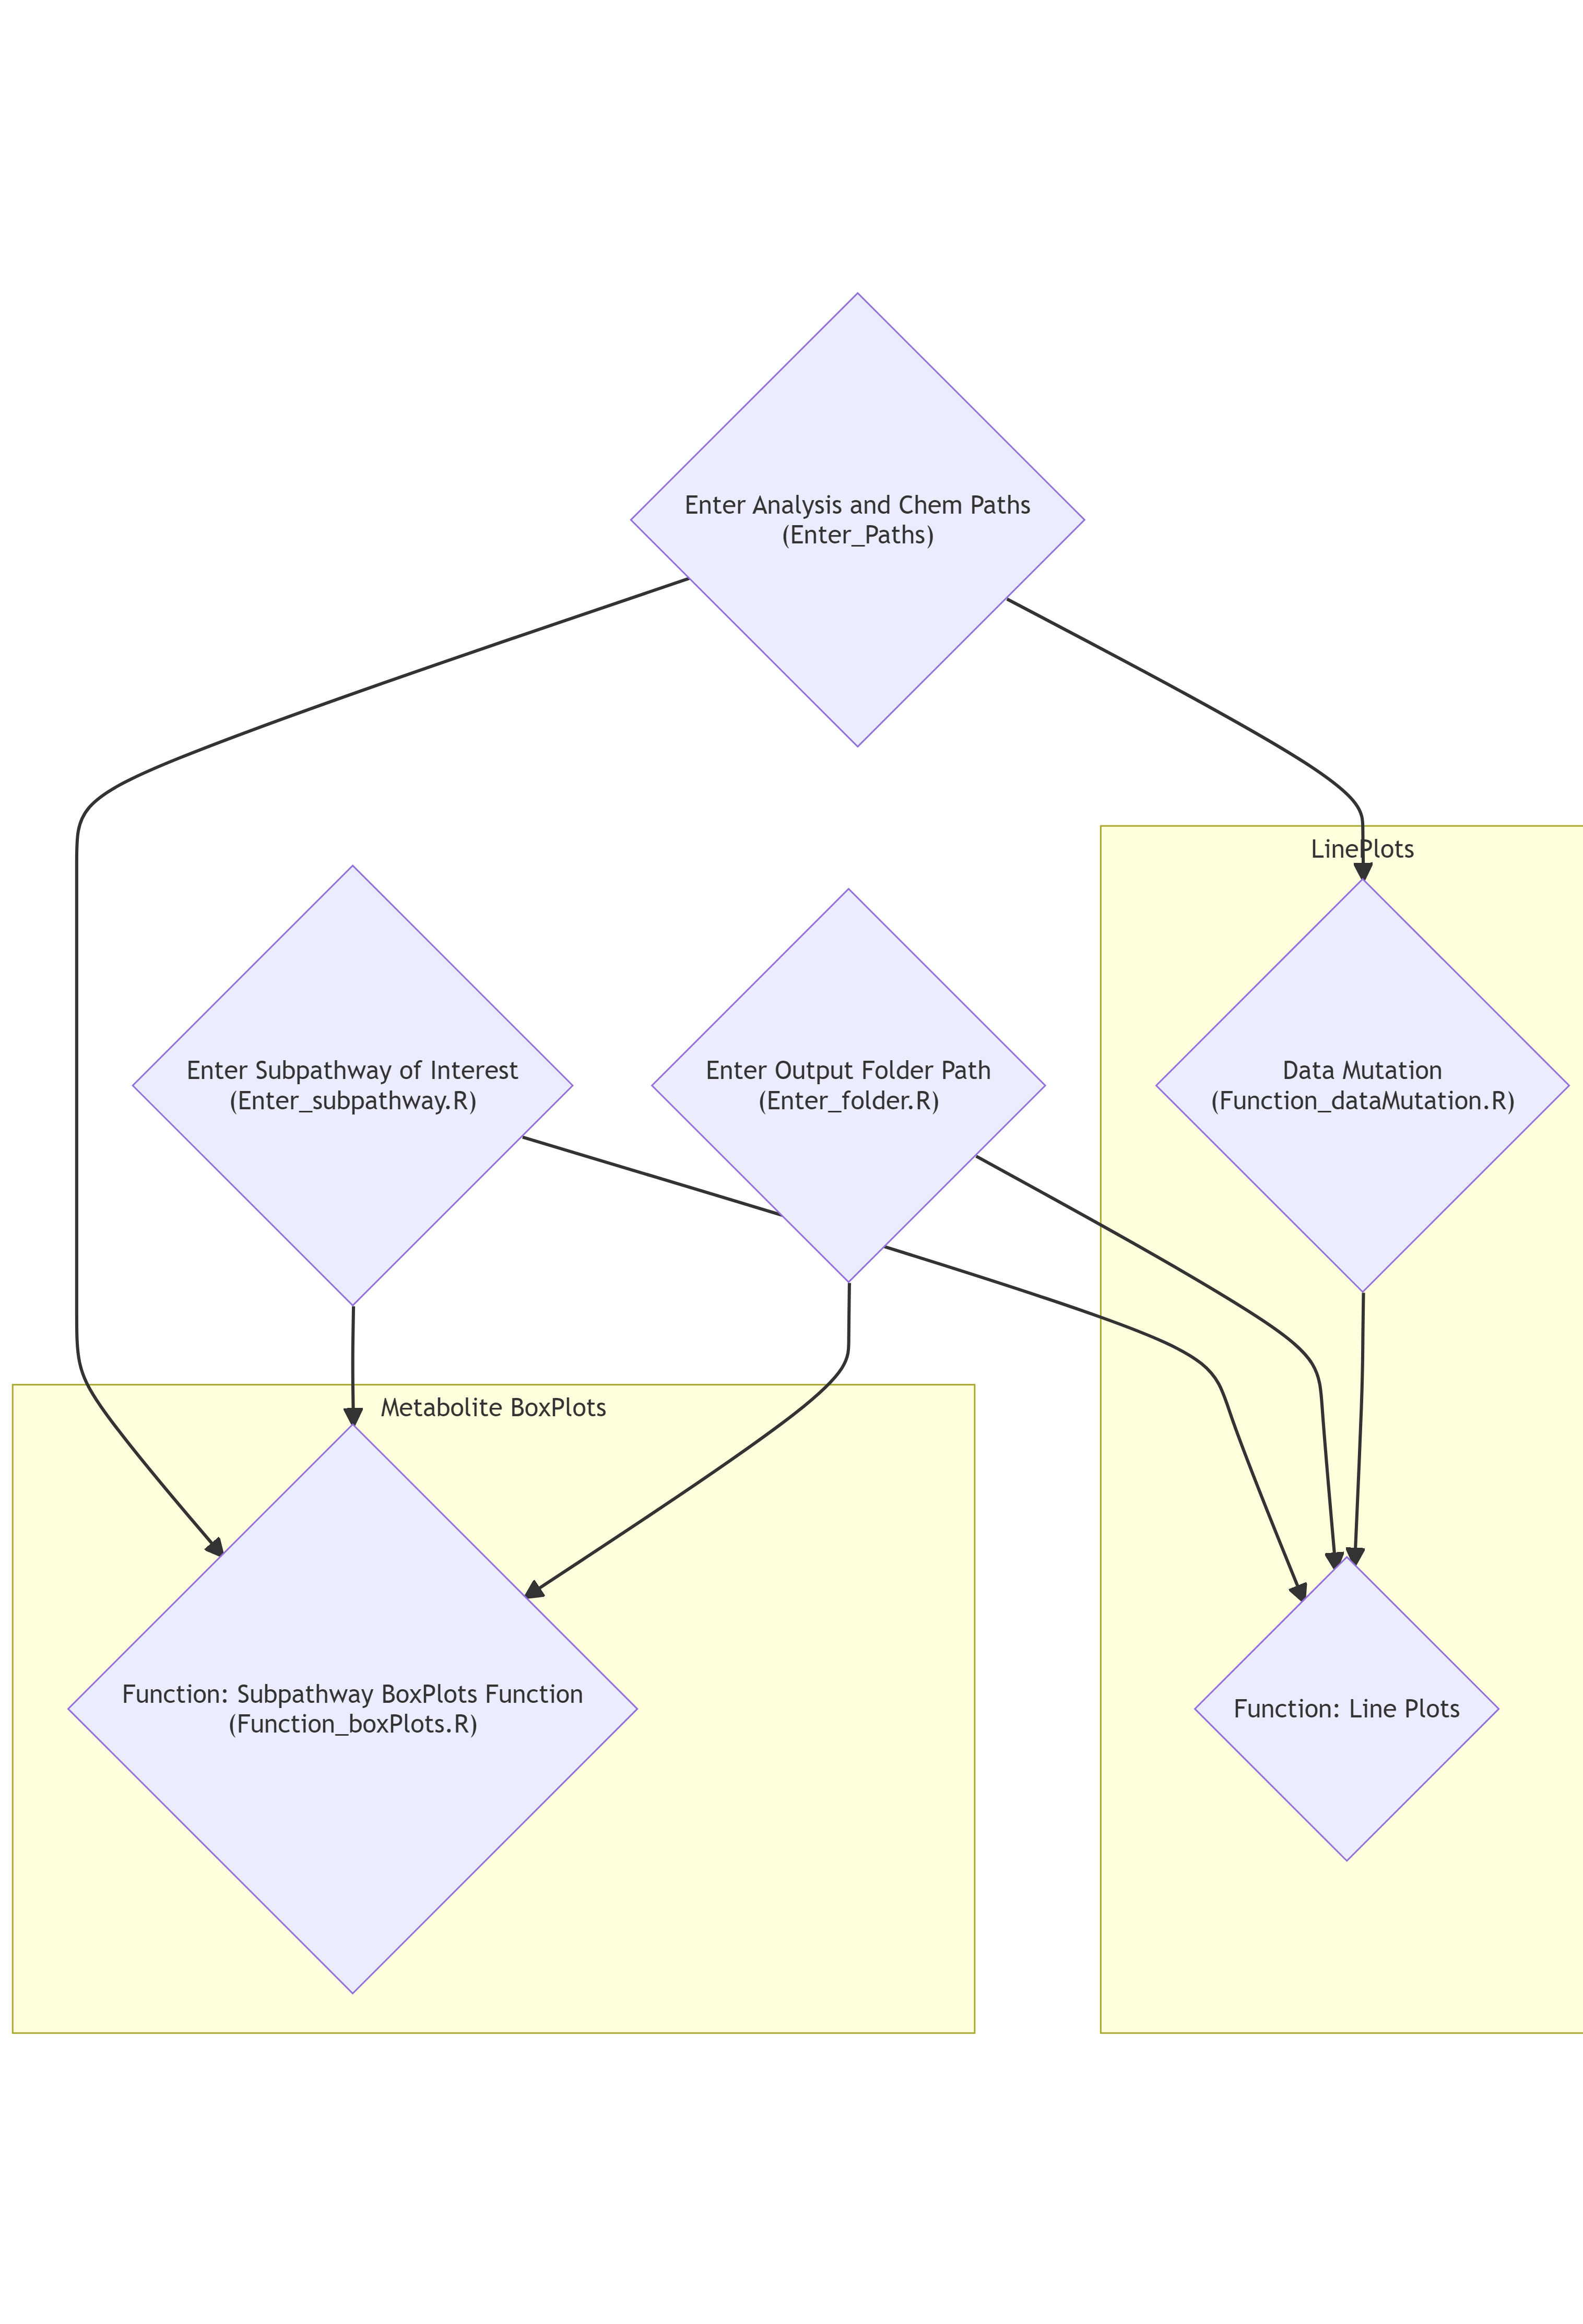 Enter Analysis and Chem Paths
(Enter_Paths)
LinePlots
Enter Subpathway of Interest
(Enter_subpathway.R)
Enter Output Folder Path
(Enter_folder.R)
Data Mutation
(Function_dataMutation.R)
Metabolite BoxPlots
Function: Subpathway BoxPlots Function
(Function_boxPlots.R)
Function: Line Plots